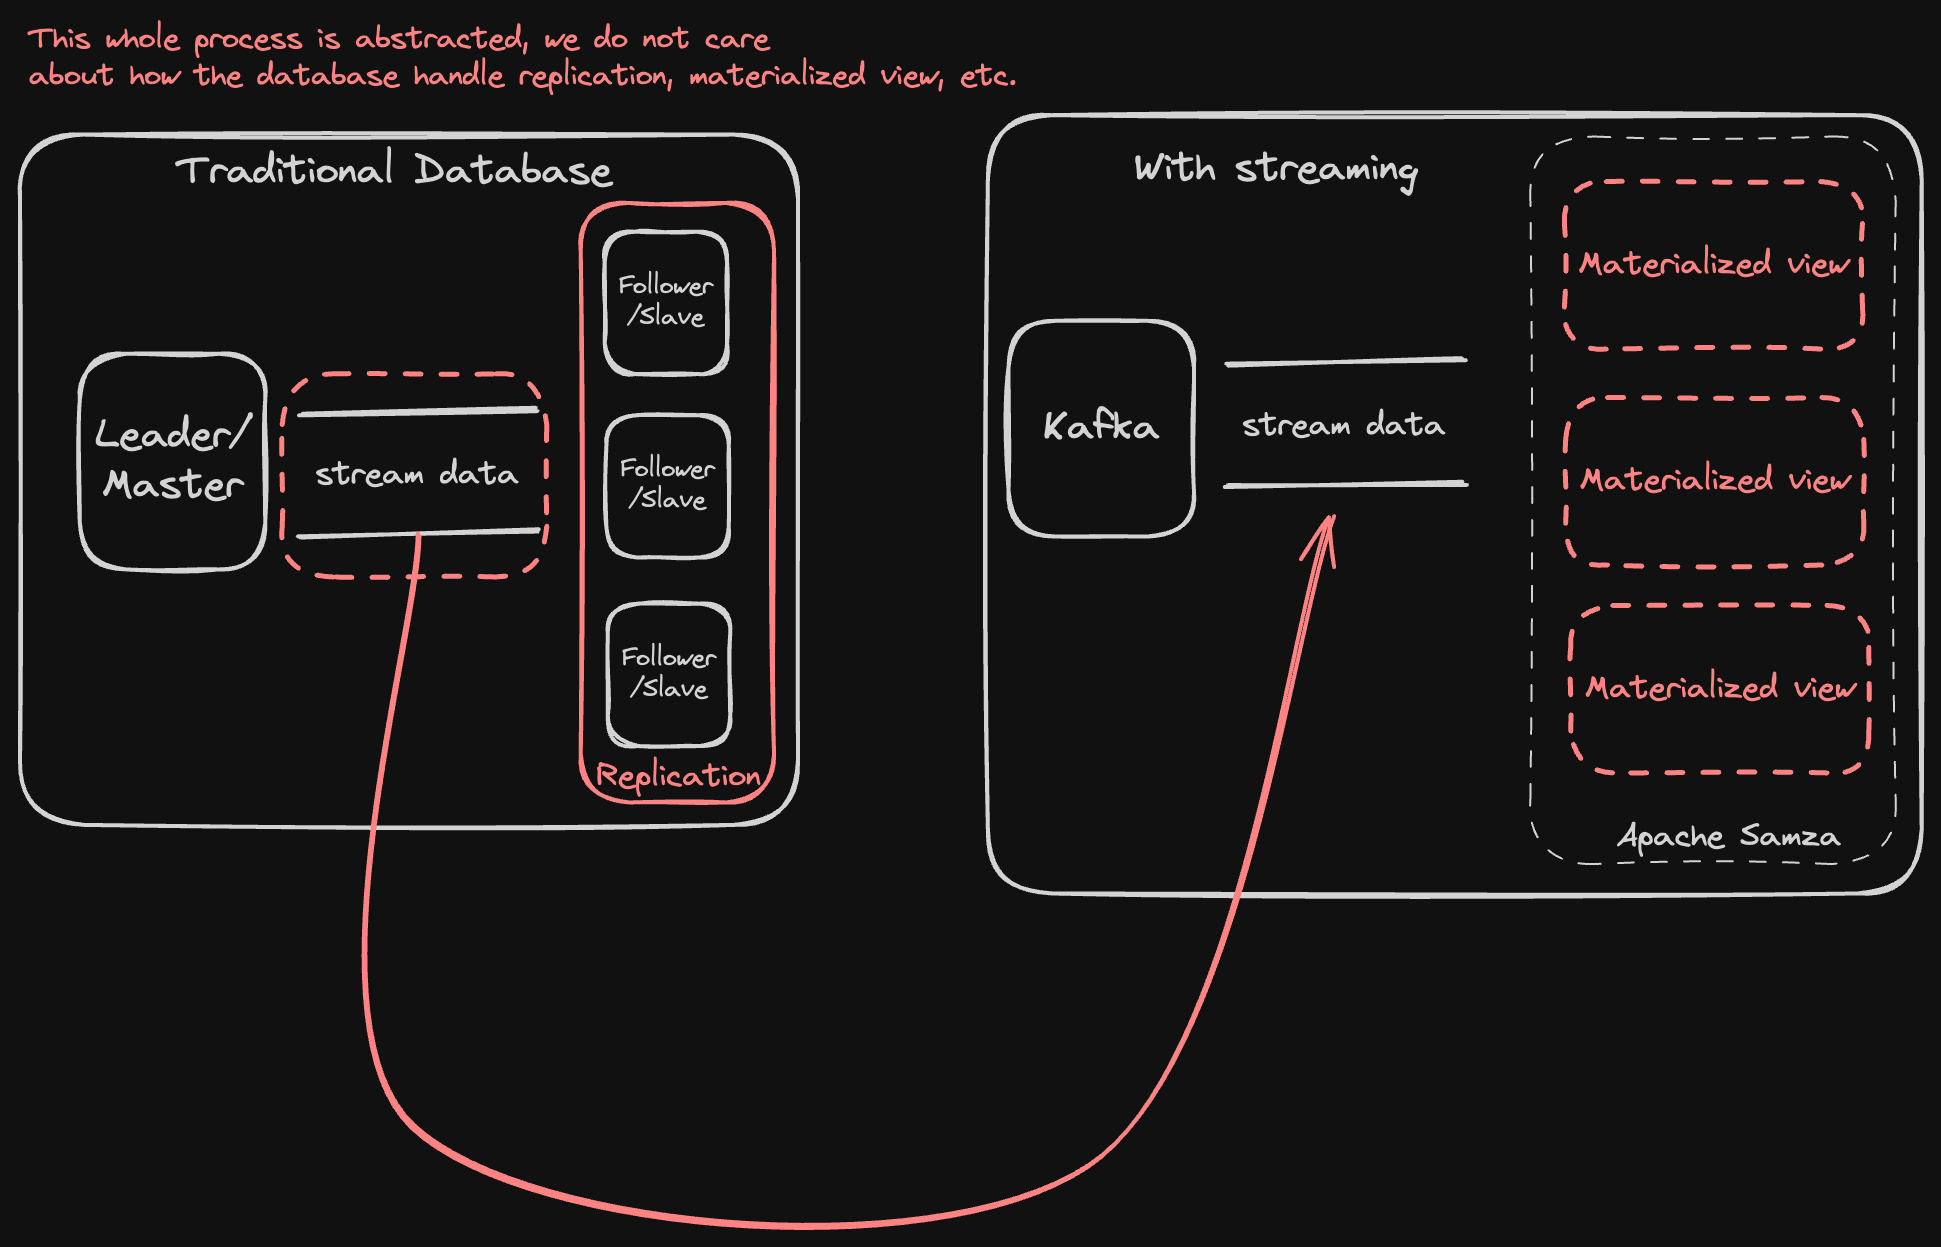 This whole process is abstracted, we do not care
about how the database handle replication, materialized view, etc.
Traditional Database
Leader/
Master
stream data
Follower
/Slave
Follower
/Slave
Follower
/Slave
Replication
With streaming
Kafka
stream data
Materialized view
Materialized view
Materialized view
Apache Samza